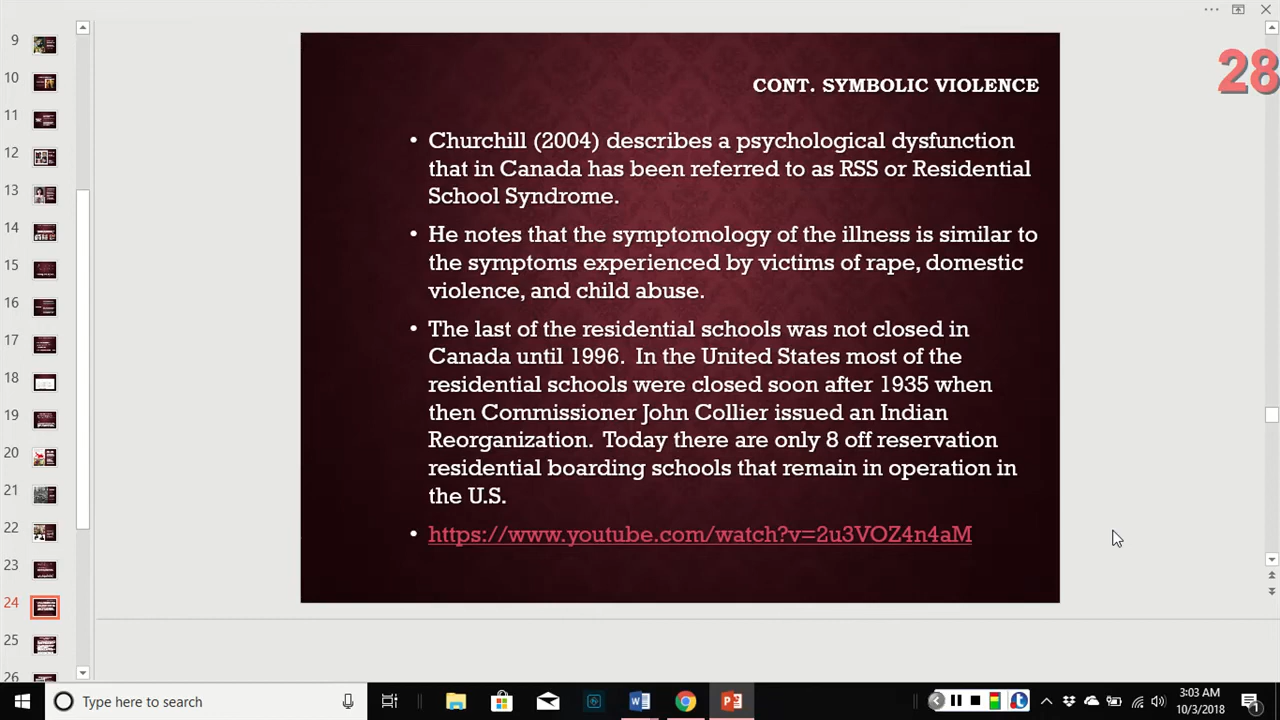 28
9
10
11
12
13
14
15
16
17
18
19
20
21
22
23
24
25
26
CONT. SYMBOLIC VIOLENCE
• Churchill (2004) describes a psychological dysfunction
that in Canada has been referred to as RSS or Residential
School Syndrome.
• He notes that the symptomology of the illness is similar to
the symptoms experienced by victims of rape, domestic
violence, and child abuse.
• The last of the residential schools was not closed in
Canada until 1996. In the United States most of the
residential schools were closed soon after 1935 when
then Commissioner John Collier issued an Indian
Reorganization. Today there are only 8 off reservation
residential boarding schools that remain in operation in
the U.S.
• https://www.youtube.com/watch?v=2u3VOZ4n4aM
Type here to search
3:03 AM
10/3/2018
1